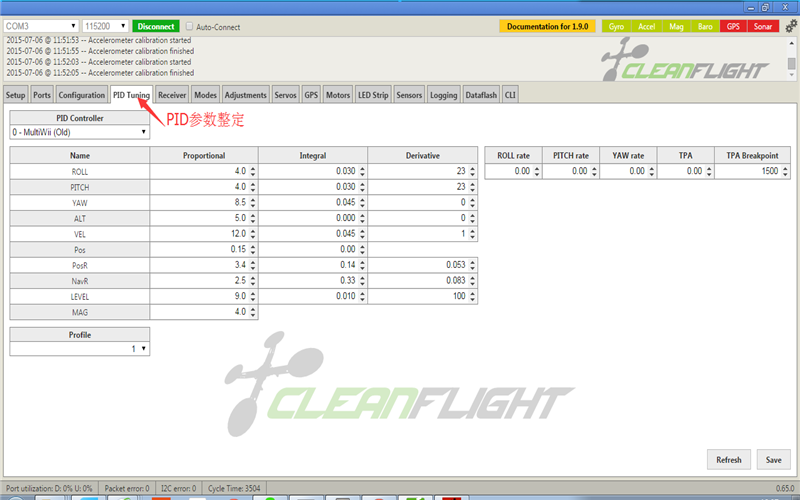 COM3 115200 Disconnect Auto-Connect Documentation for 1.9.0 Gyro Accel Mag Baro GPS Sonar
2015-07-06 @ 11:51:53 -- Accelerometer calibration started
2015-07-06 @ 11:51:55 -- Accelerometer calibration finished
2015-07-06 @ 11:52:03 -- Accelerometer calibration started
2015-07-06 @ 11:52:05 -- Accelerometer calibration finished
CLEANFLIGHT
Setup Ports Configuration PID Tuning Receiver Modes Adjustments Servos GPS Motors LED Strip Sensors Logging Dataflash CLI
PID参数整定
PID Controller
0 - MultiWii (Old)
Name Proportional Integral Derivative ROLL rate PITCH rate YAW rate TPA TPA Breakpoint
ROLL 4.0 0.030 23 0.00 0.00 0.00 0.00 1500
PITCH 4.0 0.030 23
YAW 8.5 0.045 0
ALT 5.0 0.000 0
VEL 12.0 0.045 1
Pos 0.15 0.00
PosR 3.4 0.14 0.053
NavR 2.5 0.33 0.083
LEVEL 9.0 0.010 100
MAG 4.0
Profile
1
CLEANFLIGHT
Refresh Save
Port utilization: D: 0% U: 0% Packet error: 0 I2C error: 0 Cycle Time: 3504 0.65.0